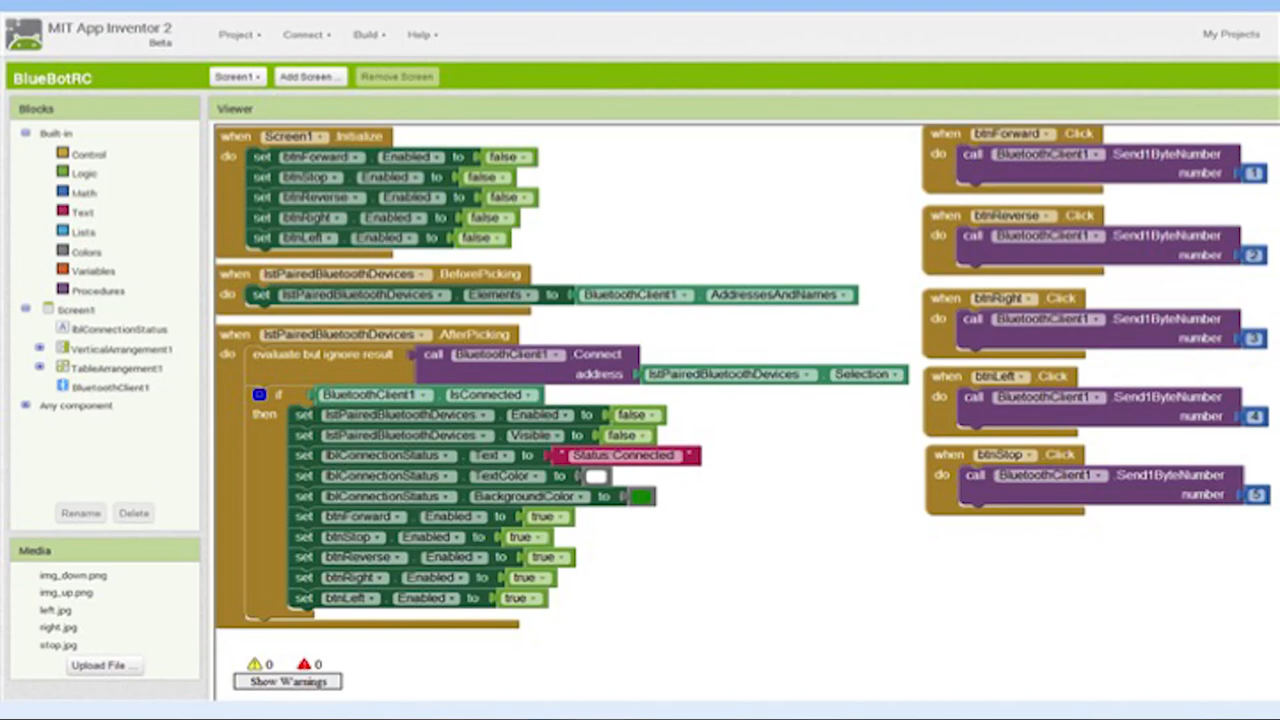 MIT App Inventor 2
Beta
Project Connect Build Help My Projects
BlueBotRC Screen1 Add Screen ... Remove Screen
Blocks
Built-in
Control
Logic
Math
Text
Lists
Colors
Variables
Procedures
Screen1
lblConnectionStatus
VerticalArrangement1
TableArrangement1
BluetoothClient1
Any component
Rename Delete
Media
img_down.png
img_up.png
left.jpg
right.jpg
stop.jpg
Upload File ...
Viewer
when Screen1 .Initialize
do set btnForward . Enabled to false
set btnStop . Enabled to false
set btnReverse . Enabled to false
set btnRight . Enabled to false
set btnLeft . Enabled to false
when lstPairedBluetoothDevices .BeforePicking
do set lstPairedBluetoothDevices . Elements to BluetoothClient1 . AddressesAndNames
when lstPairedBluetoothDevices .AfterPicking
do evaluate but ignore result call BluetoothClient1 .Connect
address lstPairedBluetoothDevices . Selection
if BluetoothClient1 . IsConnected
then set lstPairedBluetoothDevices . Enabled to false
set lstPairedBluetoothDevices . Visible to false
set lblConnectionStatus . Text to " Status:Connected "
set lblConnectionStatus . TextColor to
set lblConnectionStatus . BackgroundColor to
set btnForward . Enabled to true
set btnStop . Enabled to true
set btnReverse . Enabled to true
set btnRight . Enabled to true
set btnLeft . Enabled to true
0 0
Show Warnings
when btnForward .Click
do call BluetoothClient1 .Send1ByteNumber
number 1
when btnReverse .Click
do call BluetoothClient1 .Send1ByteNumber
number 2
when btnRight .Click
do call BluetoothClient1 .Send1ByteNumber
number 3
when btnLeft .Click
do call BluetoothClient1 .Send1ByteNumber
number 4
when btnStop .Click
do call BluetoothClient1 .Send1ByteNumber
number 5